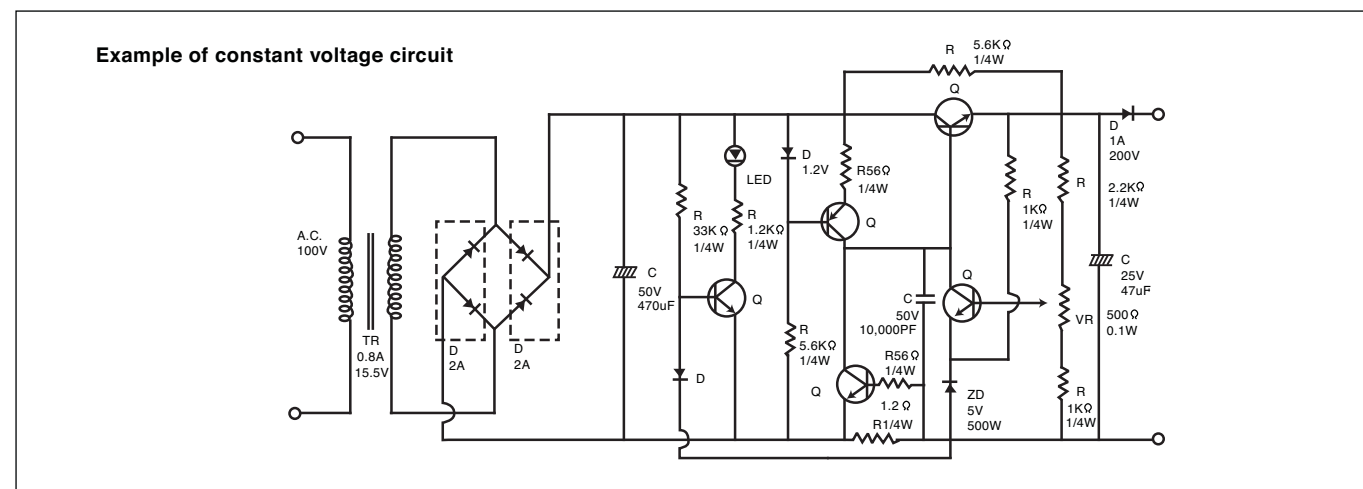 Example of constant voltage circuit
R
5.6KΩ
1/4W
Q
D
1A
200V
LED
D
1.2V
R56Ω
1/4W
Q
R
33KΩ
1/4W
R
1.2KΩ
1/4W
R
1KΩ
1/4W
R
2.2KΩ
1/4W
A.C.
100V
C
50V
470uF
Q
C
50V
10,000PF
Q
C
25V
47uF
VR
500Ω
0.1W
TR
0.8A
15.5V
D
2A
D
2A
R
5.6KΩ
1/4W
D
R56Ω
1/4W
Q
1.2Ω
R1/4W
ZD
5V
500W
R
1KΩ
1/4W